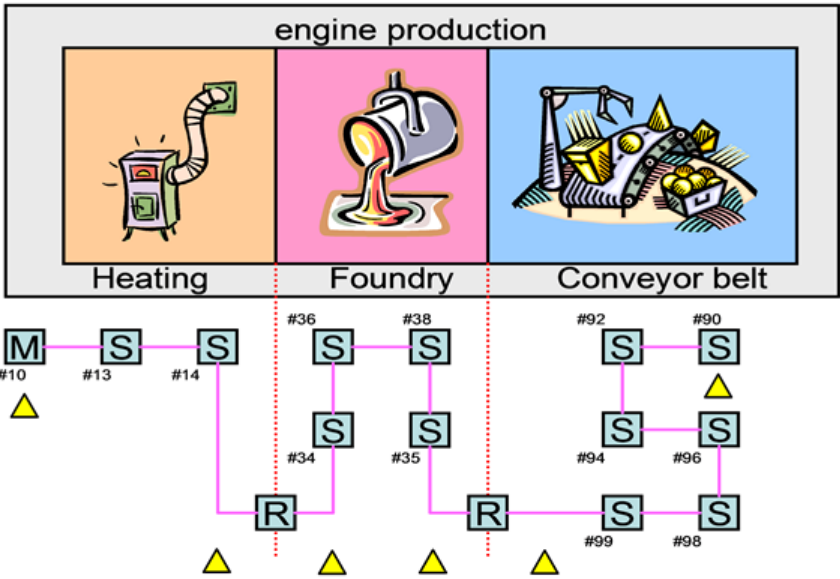 engine production
Heating Foundry Conveyor belt
#36 #38 #92 #90
M S S S S S S
#10 #13 #14
S S S S
#34 #35 #94 #96
R R S S
#99 #98